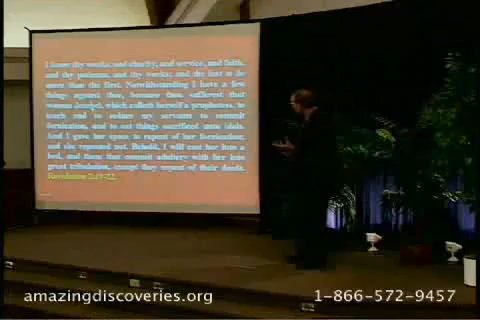 I know thy works, and charity, and service, and faith,
and thy patience, and thy works; and the last to be
more than the first. Notwithstanding I have a few
things against thee, because thou sufferest that
woman Jezebel, which calleth herself a prophetess, to
teach and to seduce my servants to commit
fornication, and to eat things sacrificed unto idols.
And I gave her space to repent of her fornication;
and she repented not. Behold, I will cast her into a
bed, and them that commit adultery with her into
great tribulation, except they repent of their deeds.
Revelation 2:19-22.
amazingdiscoveries.org
1-866-572-9457